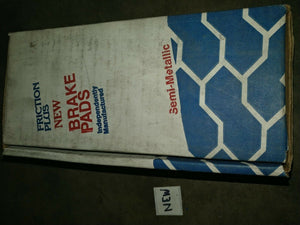 FRICTION
PLUS
NEW
BRAKE
PADS
Independently
Manufactured
Semi-Metallic
NEW